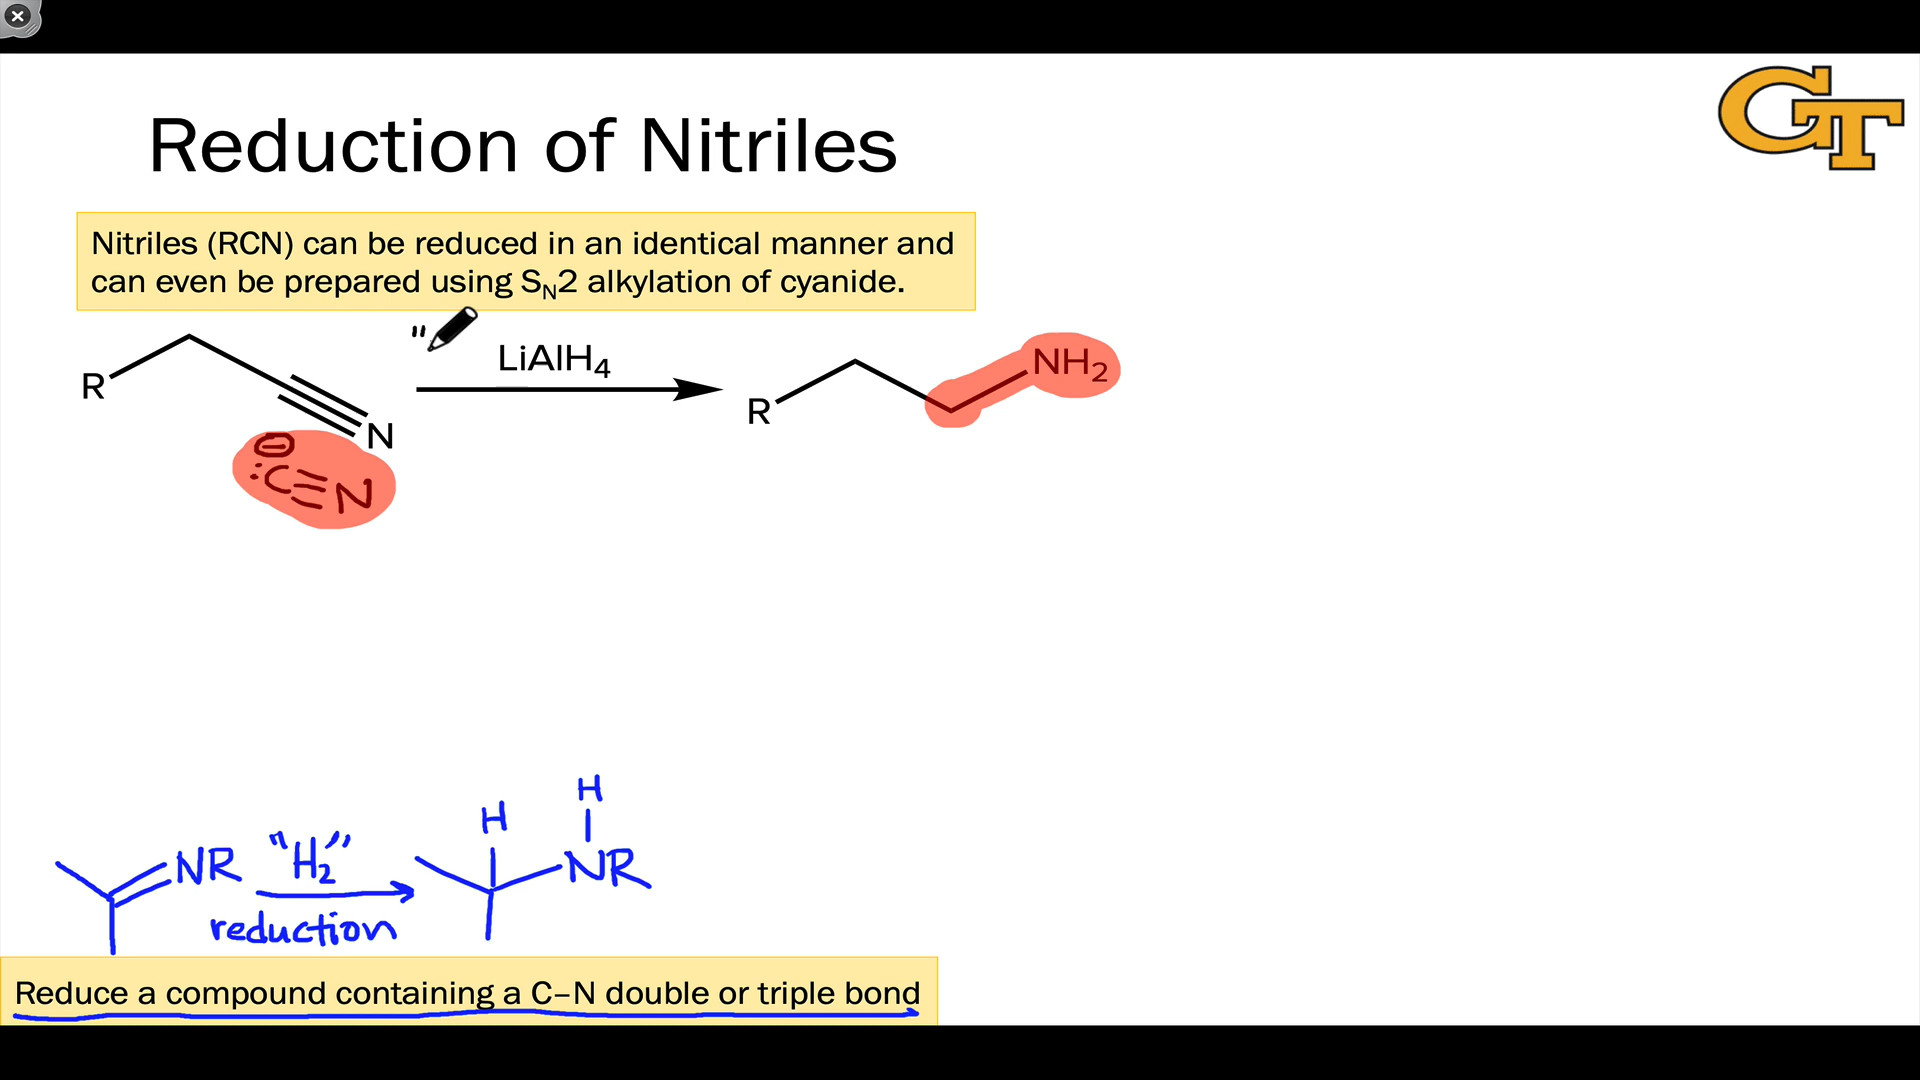 GT
Reduction of Nitriles
Nitriles (RCN) can be reduced in an identical manner and
can even be prepared using SN2 alkylation of cyanide.
"
R
N
LiAlH4
R
NH2
⊖
:C≡N
NR
"H2"
reduction
H
H
NR
Reduce a compound containing a C–N double or triple bond